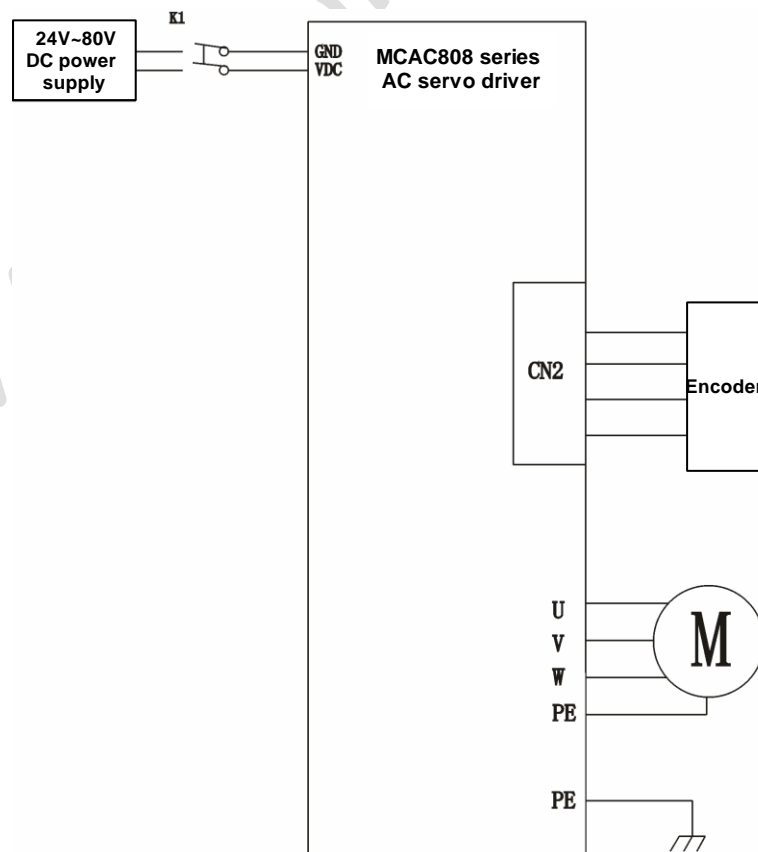 K1
24V~80V
DC power
supply
GND
VDC
MCAC808 series
AC servo driver
CN2
Encoder
U
V
W
PE
M
PE